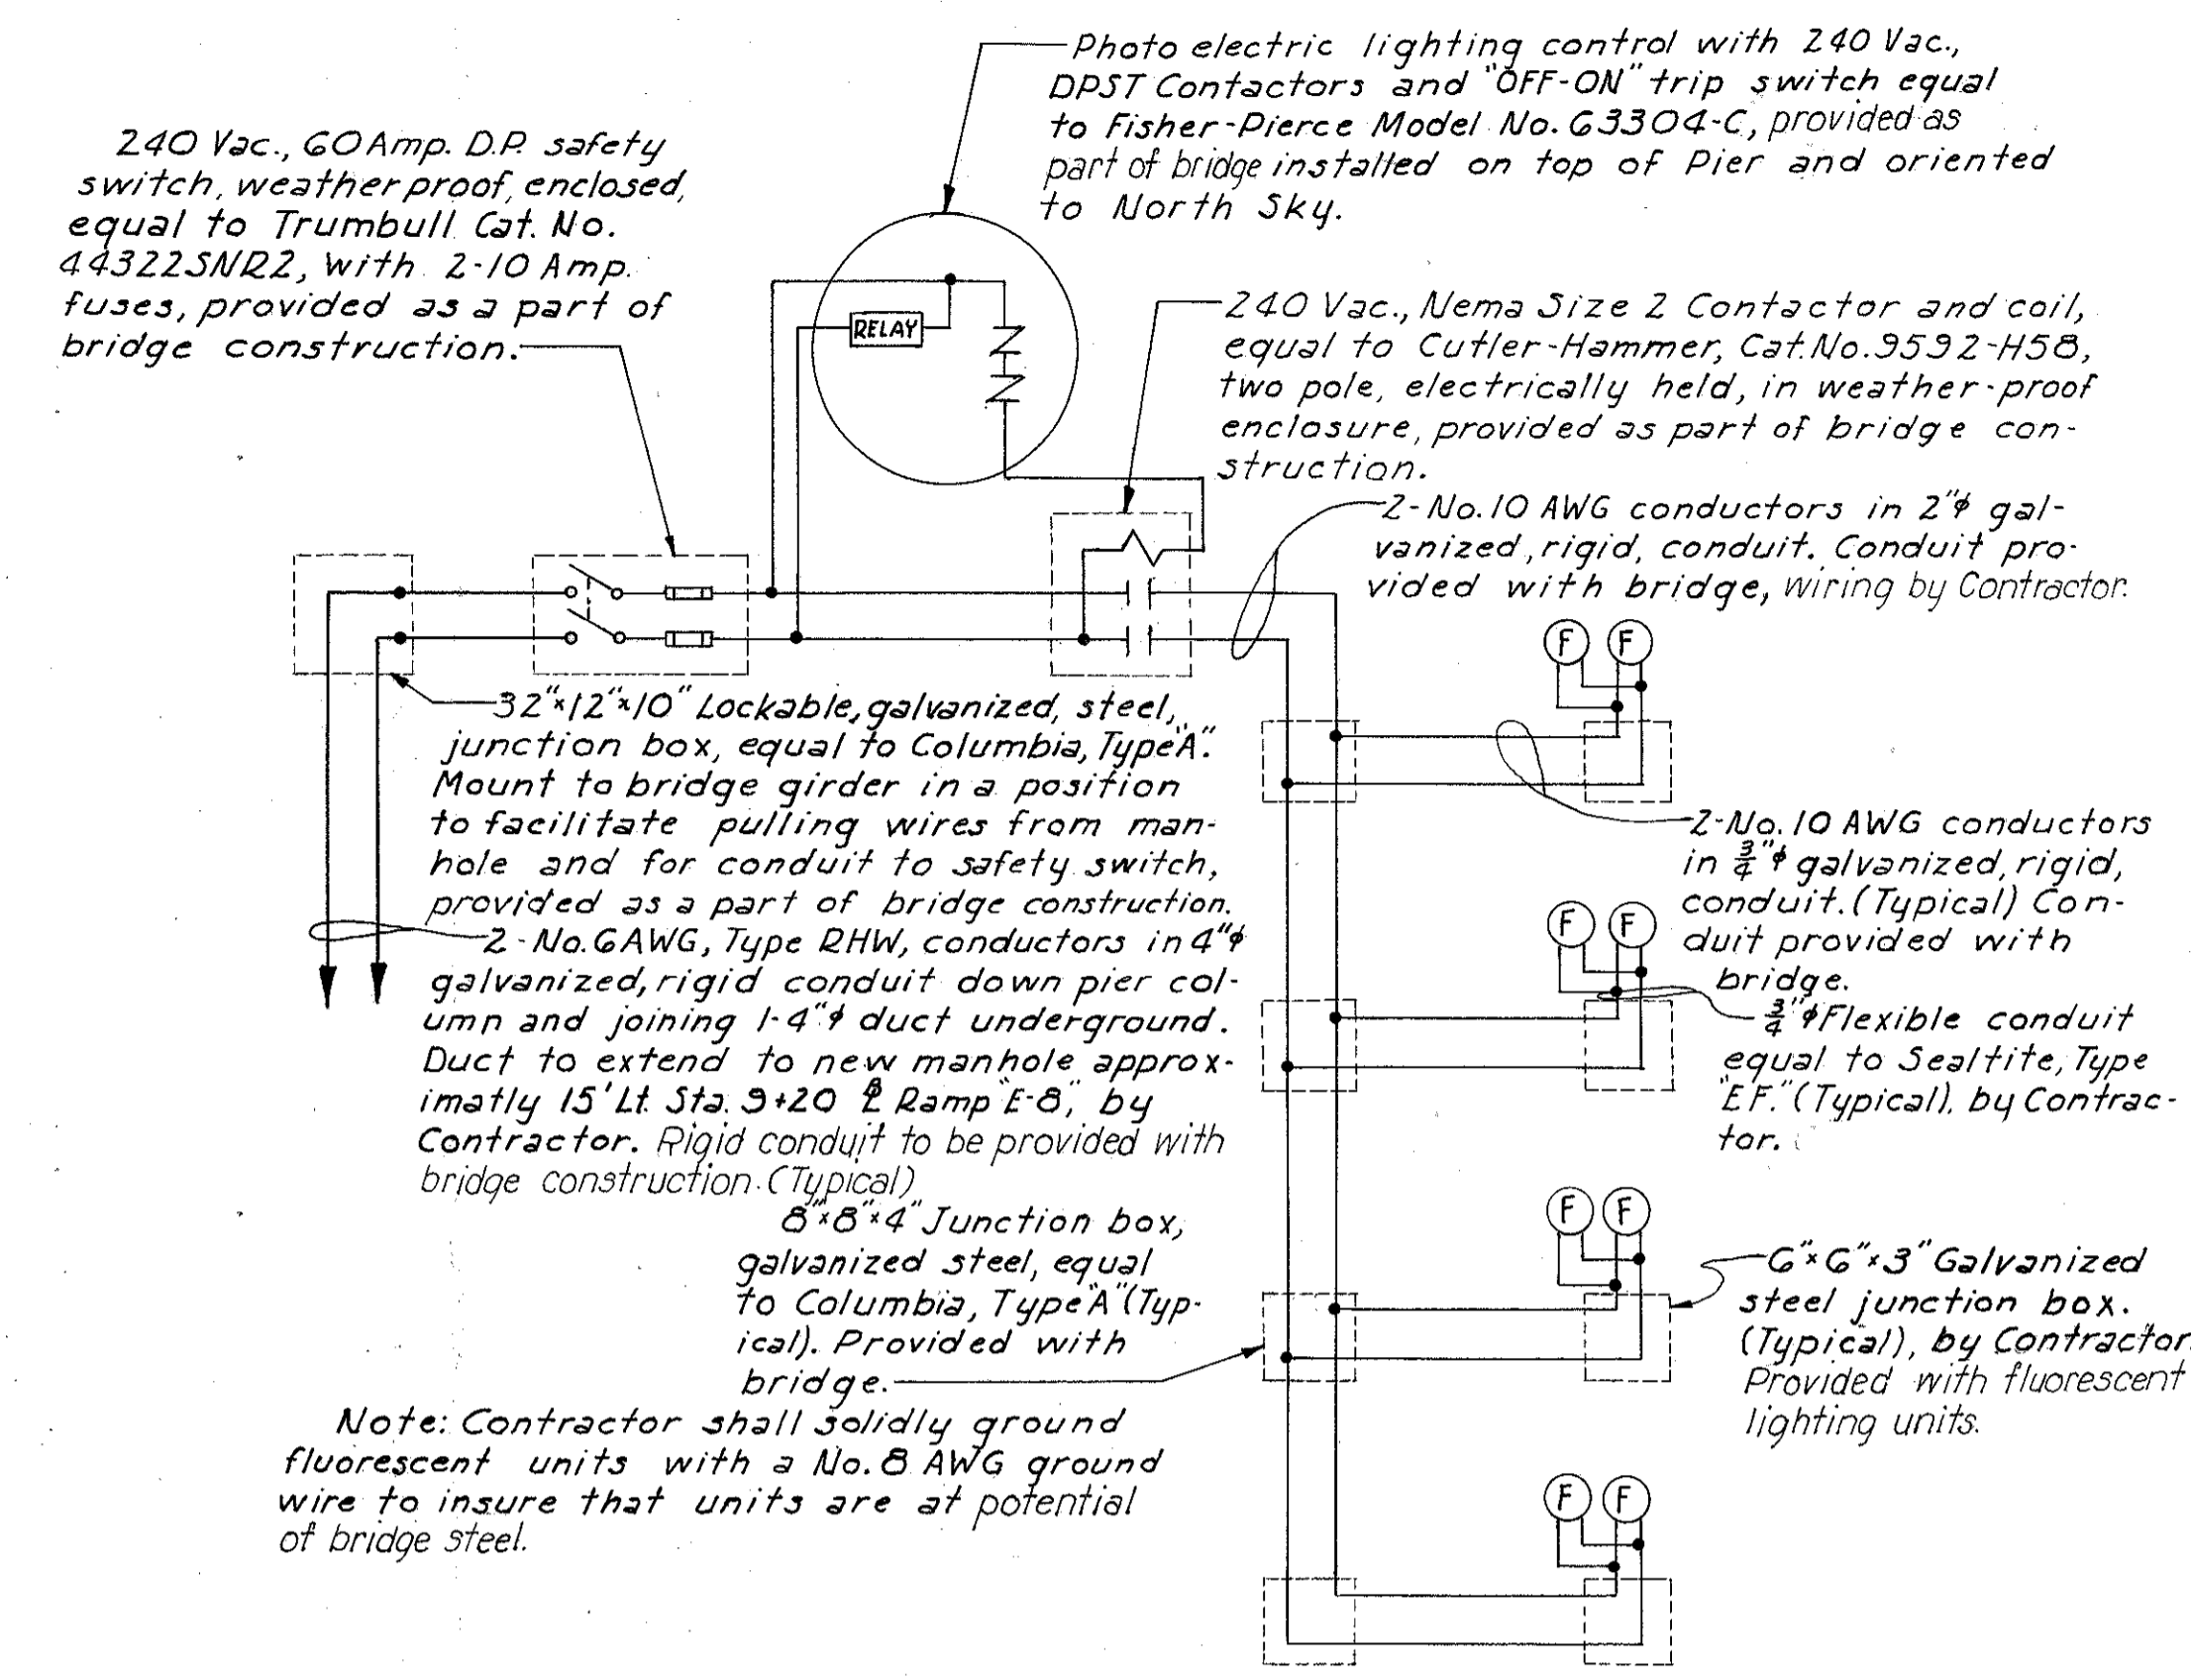 Photo electric lighting control with 240 Vac.,
DPST Contactors and "OFF-ON" trip switch equal
to Fisher-Pierce Model No. 63304-C, provided as
part of bridge installed on top of Pier and oriented
to North Sky.
240 Vac., 60 Amp. D.P. safety
switch, weather proof, enclosed,
equal to Trumbull Cat. No.
44322SNR2, with 2-10 Amp.
fuses, provided as a part of
bridge construction.
RELAY
240 Vac., Nema Size 2 Contactor and coil,
equal to Cutler-Hammer, Cat. No. 9592-H58,
two pole, electrically held, in weather-proof
enclosure, provided as part of bridge con-
struction.
2-No. 10 AWG conductors in 2"ϕ gal-
vanized, rigid, conduit. Conduit pro-
vided with bridge, wiring by Contractor.
32"x12"x10" Lockable, galvanized, steel,
junction box, equal to Columbia, Type "A".
Mount to bridge girder in a position
to facilitate pulling wires from man-
hole and for conduit to safety switch,
provided as a part of bridge construction.
2-No. 6 AWG, Type RHW, conductors in 4"ϕ
galvanized, rigid conduit down pier col-
umn and joining 1-4"ϕ duct underground.
Duct to extend to new manhole approx-
imatly 15' Lt. Sta. 9+20 ℄ Ramp "E-8", by
Contractor. Rigid conduit to be provided with
bridge construction. (Typical)
8"x8"x4" Junction box,
galvanized steel, equal
to Columbia, Type "A" (Typ-
ical). Provided with
bridge.
Note: Contractor shall solidly ground
fluorescent units with a No. 8 AWG ground
wire to insure that units are at potential
of bridge steel.
F F
2-No. 10 AWG conductors
in 3/4"ϕ galvanized, rigid,
conduit. (Typical) Con-
duit provided with
bridge.
F F
3/4"ϕ Flexible conduit
equal to Sealtite, Type
"E.F." (Typical). by Contrac-
tor.
F F
6"x6"x3" Galvanized
steel junction box.
(Typical), by Contractor.
Provided with fluorescent
lighting units.
F F